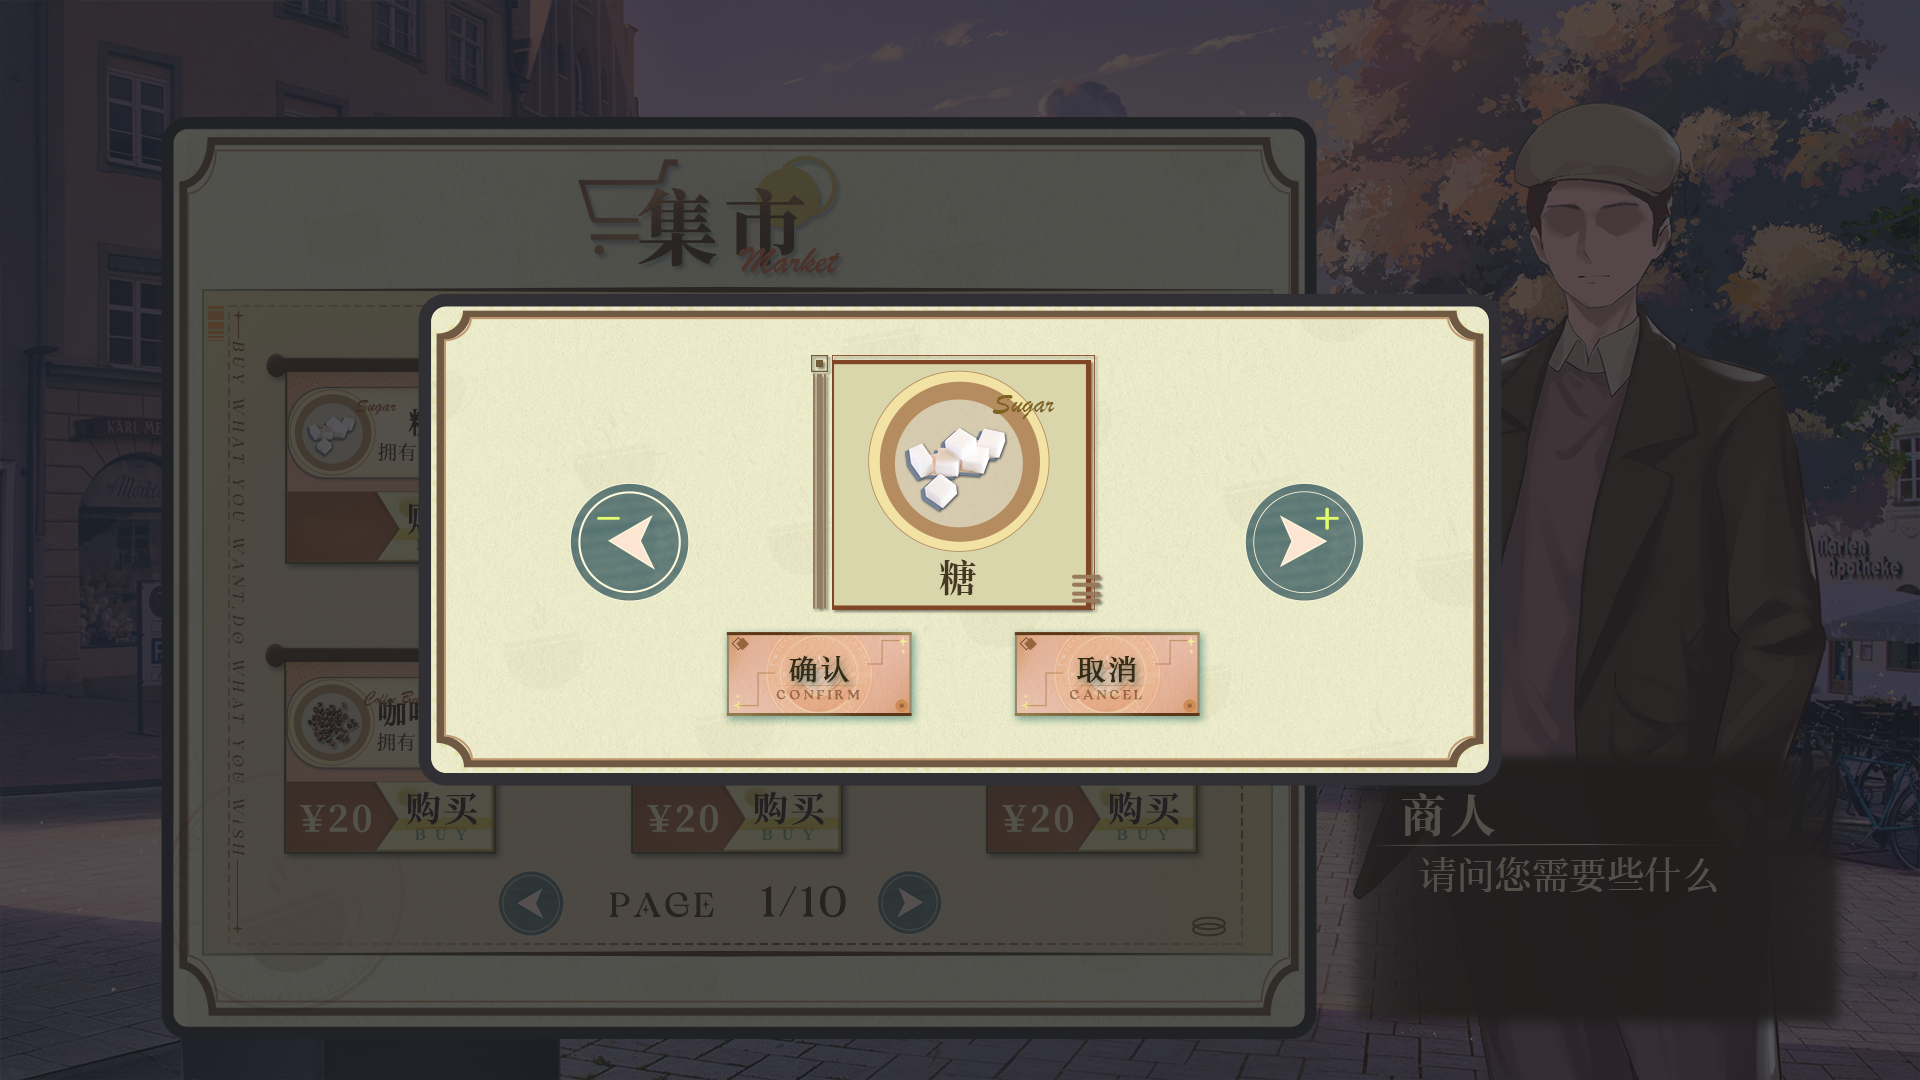 集市
Market
BUY WHAT YOU WANT,DO WHAT YOU WISH
Sugar
拥有
拥有
Sugar
糖
确认
CONFIRM
取消
CANCEL
¥20
购买
BUY
¥20
购买
BUY
¥20
购买
BUY
PAGE 1/10
商人
请问您需要些什么
KARL ME
Marien
Apotheke